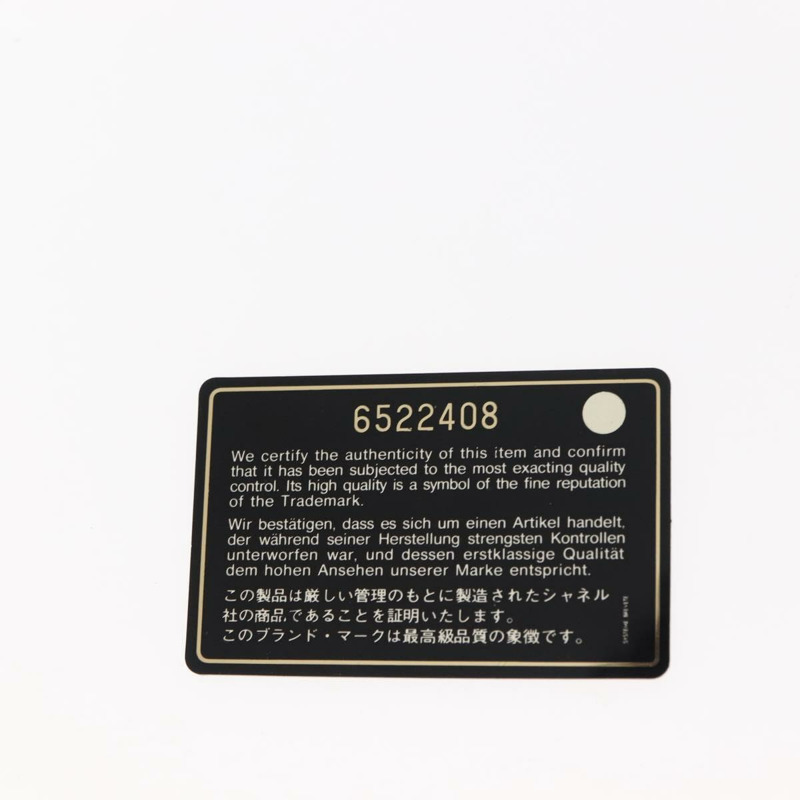 6522408
We certify the authenticity of this item and confirm
that it has been subjected to the most exacting quality
control. Its high quality is a symbol of the fine reputation
of the Trademark.
Wir bestätigen, dass es sich um einen Artikel handelt,
der während seiner Herstellung strengsten Kontrollen
unterworfen war, und dessen erstklassige Qualität
dem hohen Ansehen unserer Marke entspricht.
この製品は厳しい管理のもとに製造されたシャネル
社の商品であることを証明いたします。
このブランド・マークは最高級品質の象徴です。